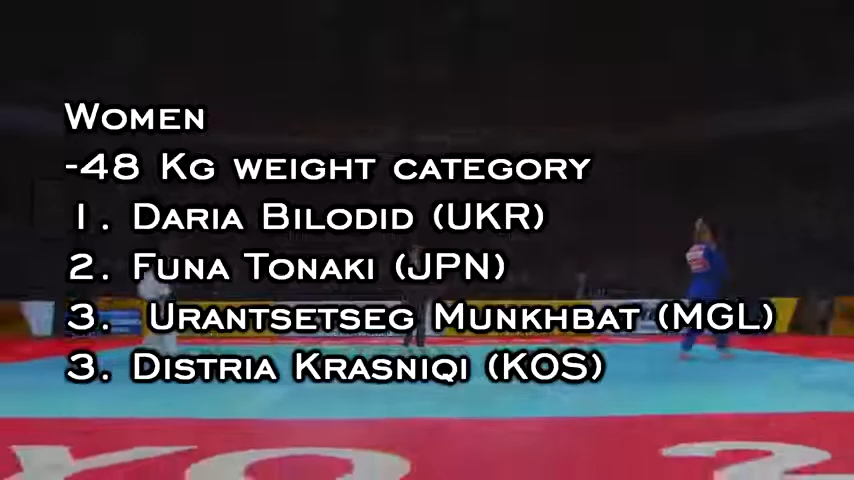 Women
-48 Kg weight category
1. Daria Bilodid (UKR)
2. Funa Tonaki (JPN)
3. Urantsetseg Munkhbat (MGL)
3. Distria Krasniqi (KOS)